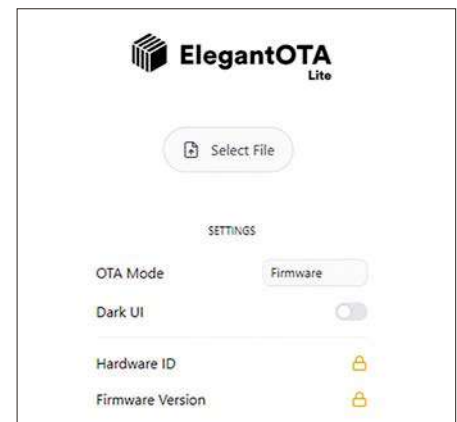 ElegantOTA
Lite
Select File
SETTINGS
OTA Mode Firmware
Dark UI
Hardware ID
Firmware Version